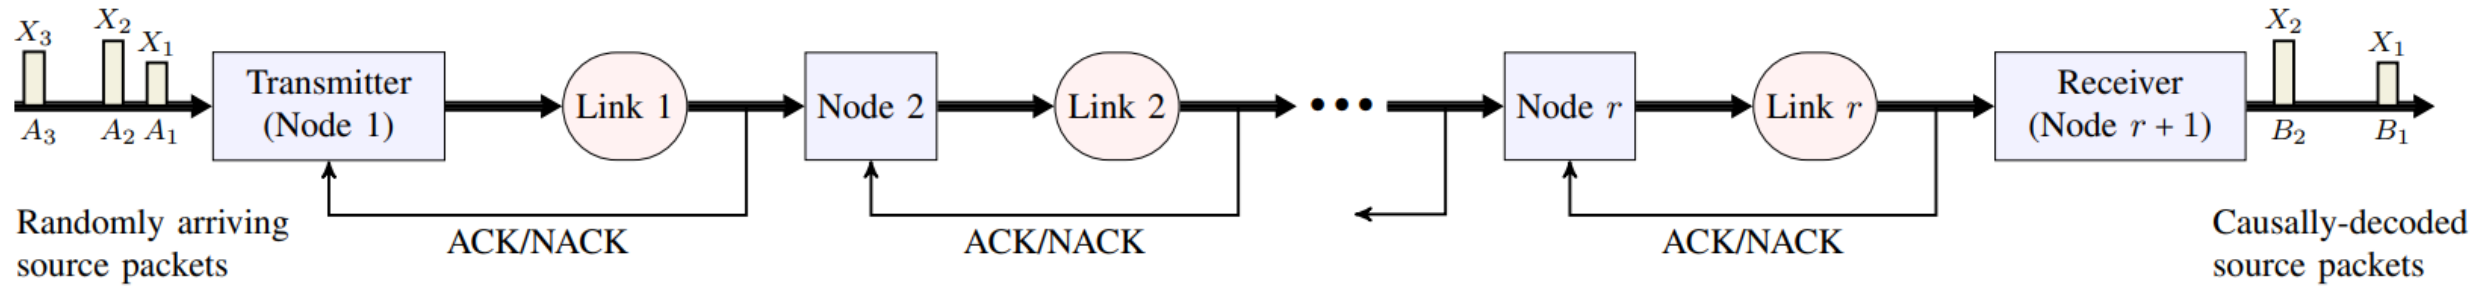 X₃ X₂ X₁
A₃ A₂ A₁
Transmitter
(Node 1)
Link 1
Node 2
Link 2
Node r
Link r
Receiver
(Node r + 1)
X₂ X₁
B₂ B₁
Randomly arriving
source packets
ACK/NACK
ACK/NACK
ACK/NACK
Causally-decoded
source packets